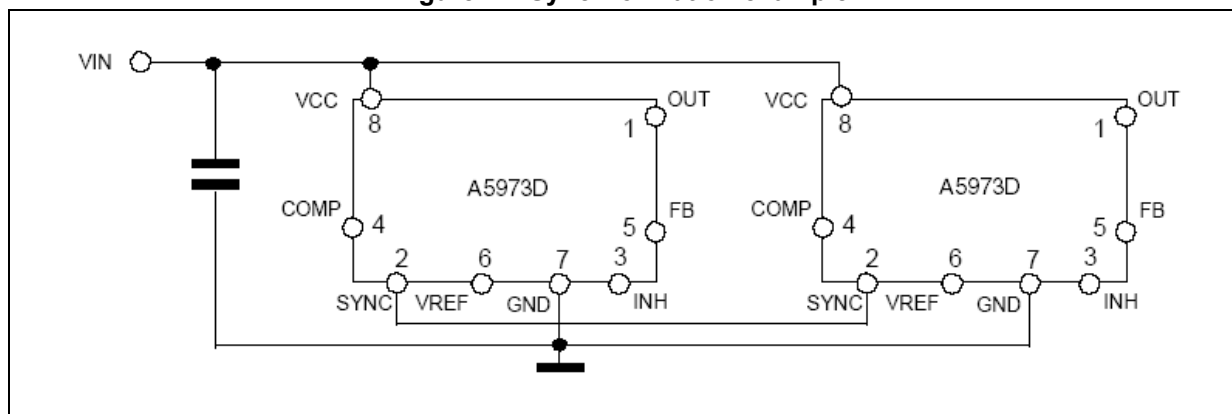 VIN
VCC
8
OUT
1
A5973D
COMP
4
FB
5
2
6
7
3
SYNC
VREF
GND
INH
VCC
8
OUT
1
A5973D
COMP
4
FB
5
2
6
7
3
SYNC
VREF
GND
INH